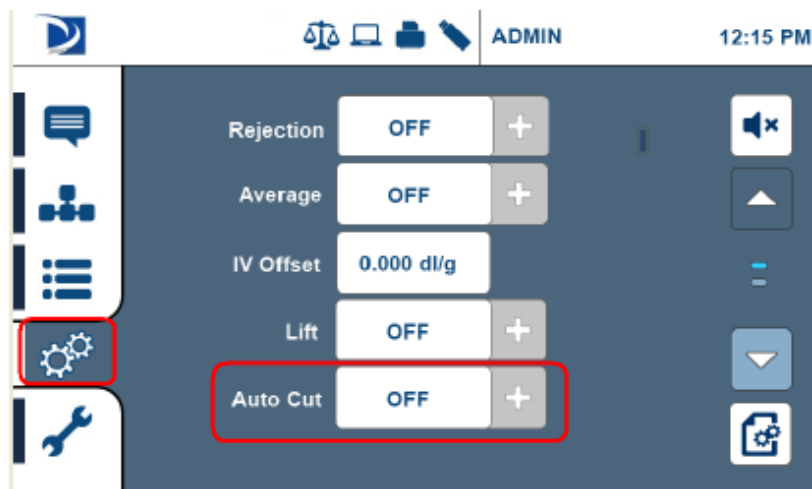 ADMIN 12:15 PM
Rejection OFF +
Average OFF +
IV Offset 0.000 dl/g
Lift OFF +
Auto Cut OFF +